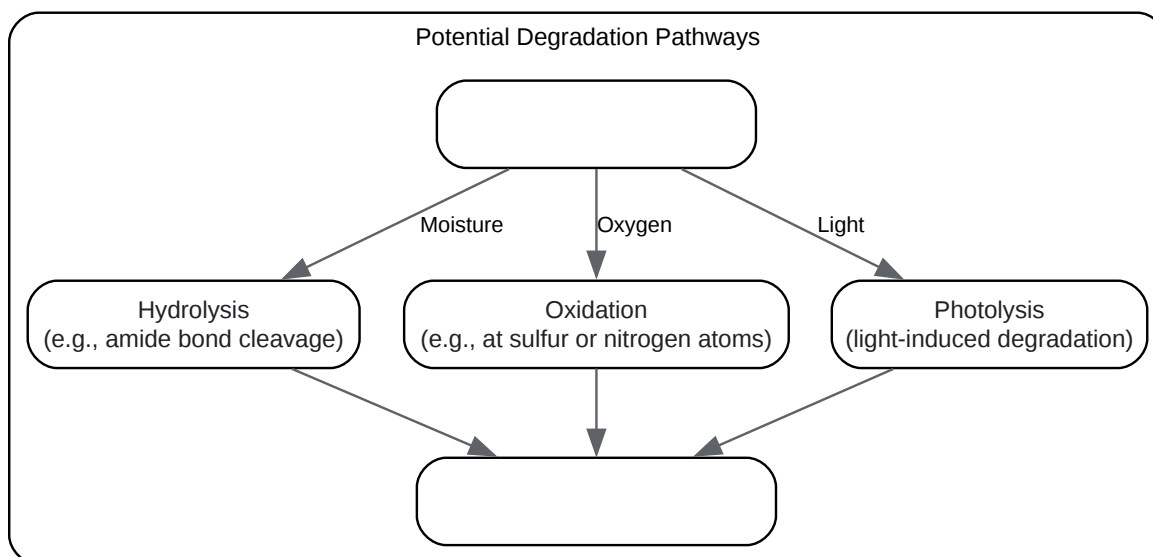 Potential Degradation Pathways
Moisture
Oxygen
Light
Hydrolysis
(e.g., amide bond cleavage)
Oxidation
(e.g., at sulfur or nitrogen atoms)
Photolysis
(light-induced degradation)